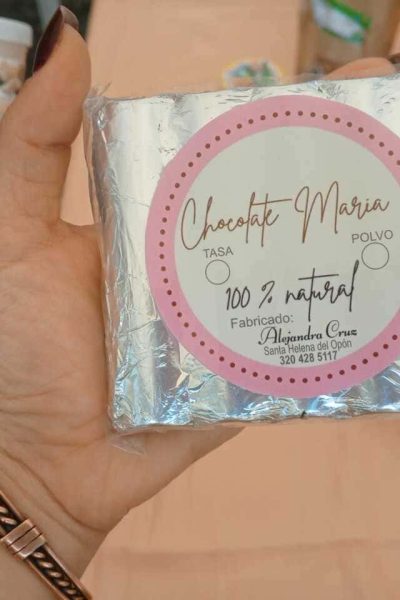 Chocolate Maria
TASA
POLVO
100 % natural
Fabricado:
Alejandra Cruz
Santa Helena del Opón
320 428 5117